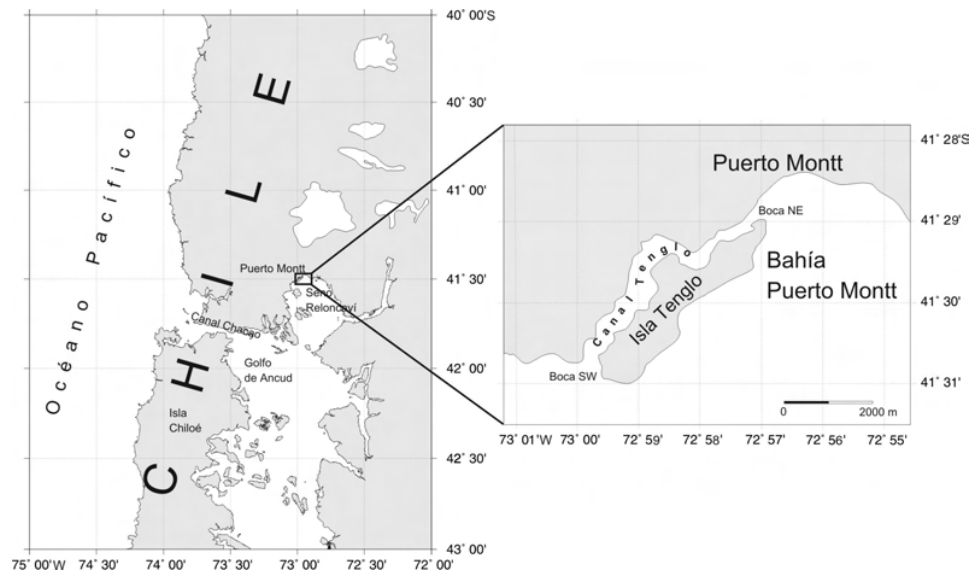 40° 00'S
40° 30'
41° 00'
41° 30'
42° 00'
42° 30'
43° 00'
75° 00'W
74° 30'
74° 00'
73° 30'
73° 00'
72° 30'
72° 00'
Océano Pacífico
CHILE
Puerto Montt
Seno
Reloncaví
Canal Chacao
Golfo
de Ancud
Isla
Chiloé
Puerto Montt
Boca NE
Canal Tenglo
Isla Tenglo
Bahía
Puerto Montt
Boca SW
0 2000 m
41° 28'S
41° 29'
41° 30'
41° 31'
73° 01'W
73° 00'
72° 59'
72° 58'
72° 57'
72° 56'
72° 55'